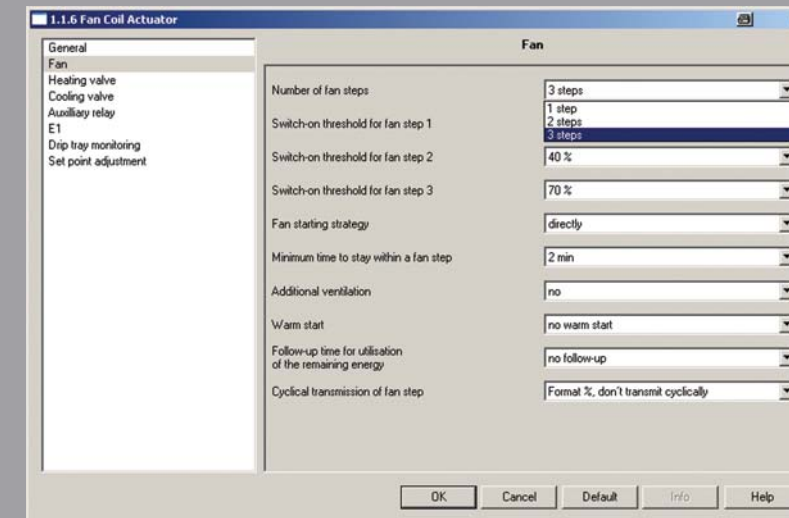 1.1.6 Fan Coil Actuator
General
Fan
Heating valve
Cooling valve
Auxilliary relay
E1
Drip tray monitoring
Set point adjustment
Fan
Number of fan steps
3 steps
1 step
2 steps
3 steps
Switch-on threshold for fan step 1
Switch-on threshold for fan step 2
40 %
Switch-on threshold for fan step 3
70 %
Fan starting strategy
directly
Minimum time to stay within a fan step
2 min
Additional ventilation
no
Warm start
no warm start
Follow-up time for utilisation
of the remaining energy
no follow-up
Cyclical transmission of fan step
Format %, don't transmit cyclically
OK
Cancel
Default
Info
Help